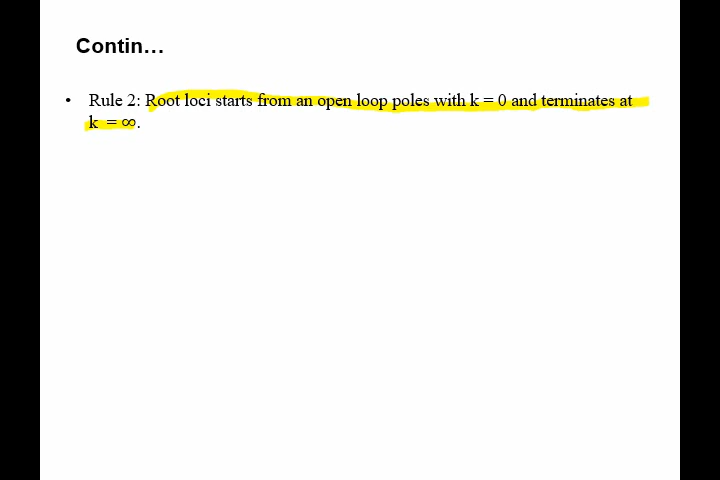 Contin…
• Rule 2: Root loci starts from an open loop poles with k = 0 and terminates at
k = ∞.